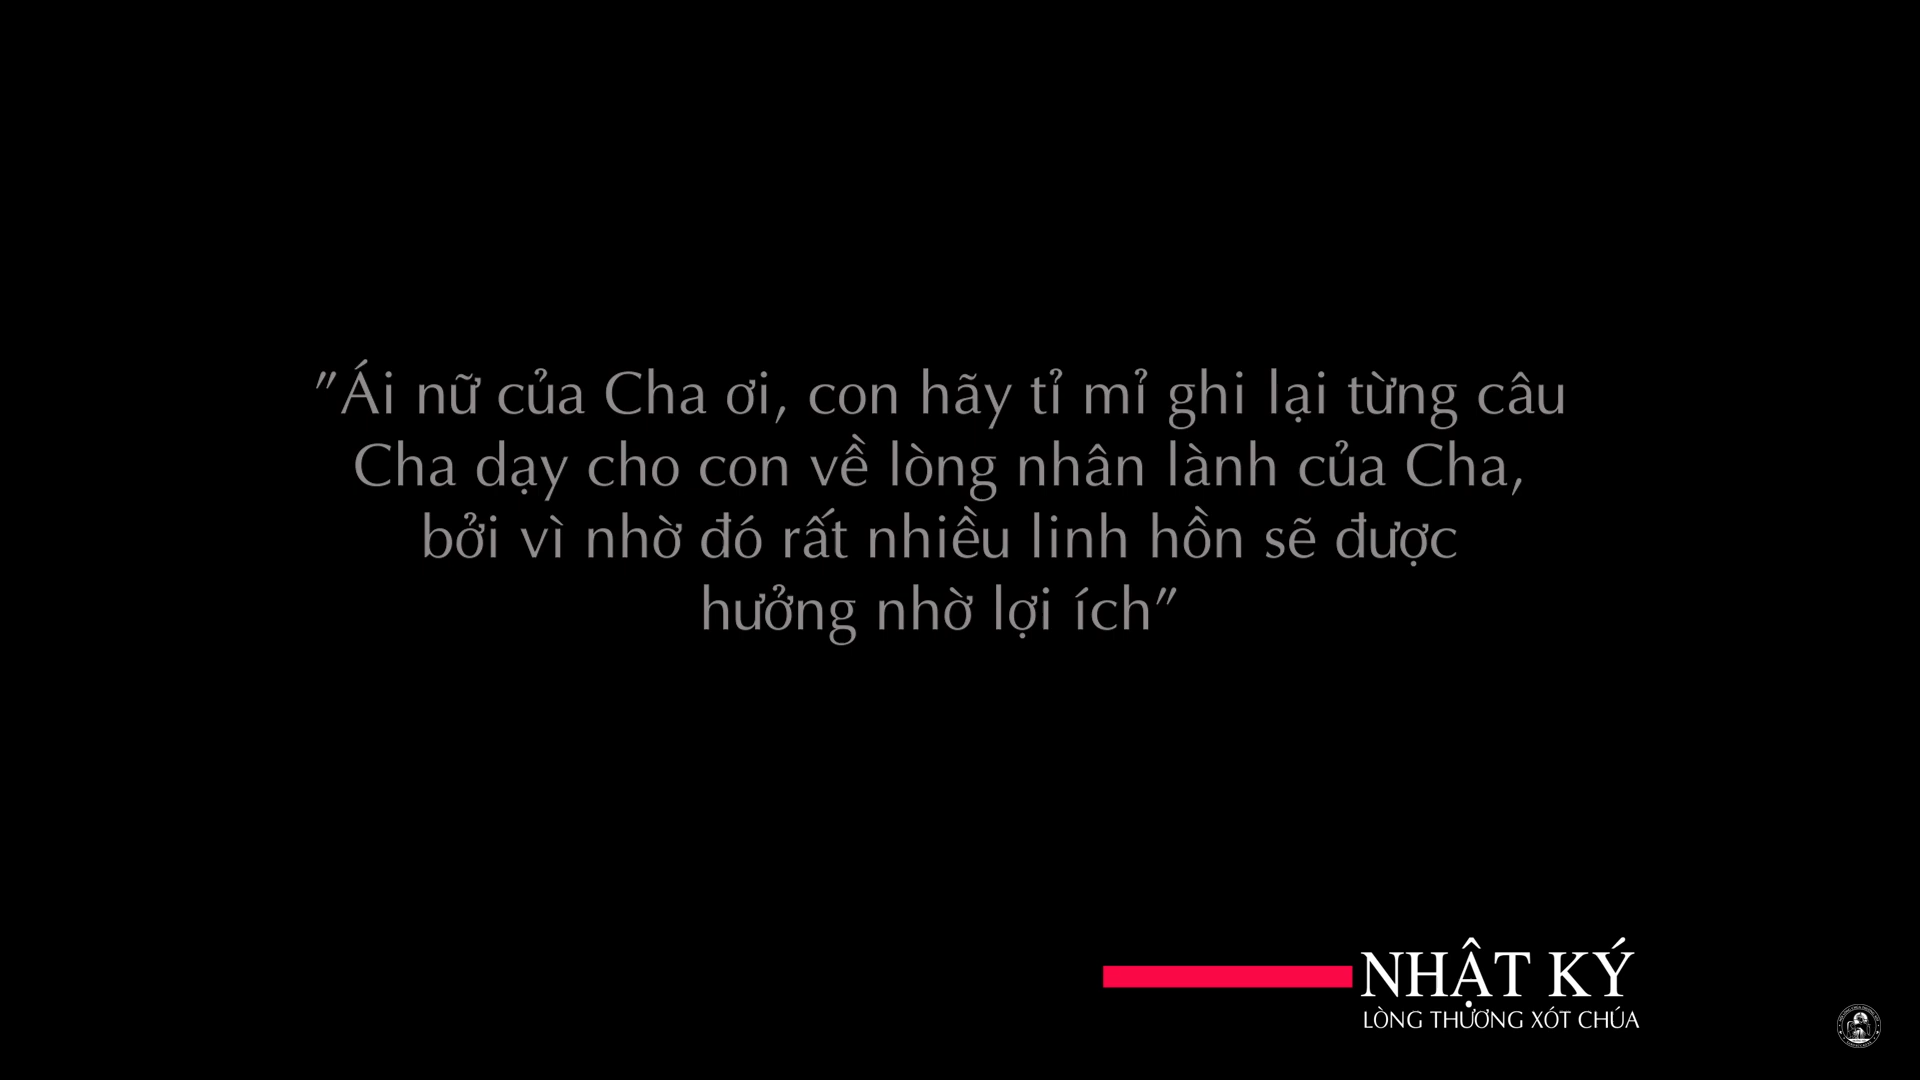 "Ái nữ của Cha ơi, con hãy tỉ mỉ ghi lại từng câu
Cha dạy cho con về lòng nhân lành của Cha,
bởi vì nhờ đó rất nhiều linh hồn sẽ được
hưởng nhờ lợi ích"
NHẬT KÝ
LÒNG THƯƠNG XÓT CHÚA